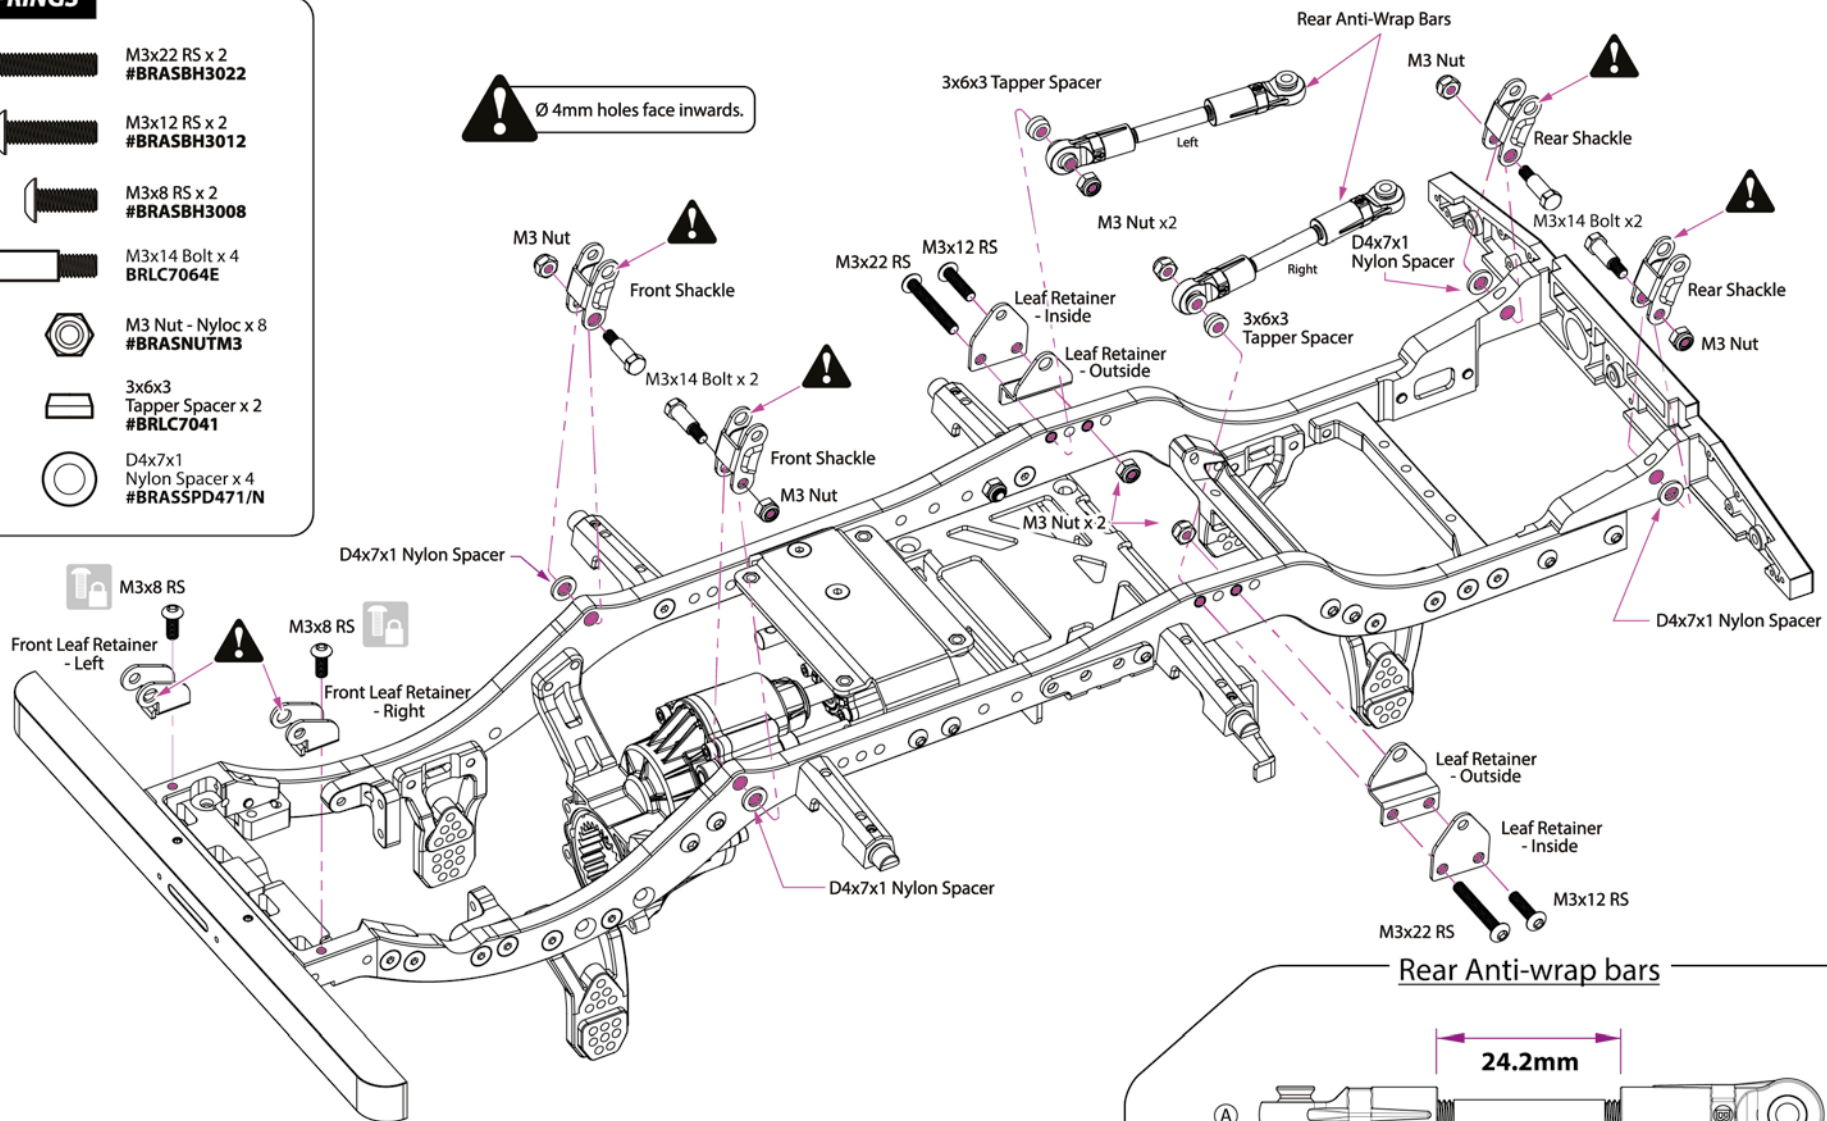 M3x22 RS x 2
#BRASBH3022
M3x12 RS x 2
#BRASBH3012
M3x8 RS x 2
#BRASBH3008
M3x14 Bolt x 4
BRLC7064E
M3 Nut - Nyloc x 8
#BRASNUTM3
3x6x3
Tapper Spacer x 2
#BRLC7041
D4x7x1
Nylon Spacer x 4
#BRASSPD471/N
Ø 4mm holes face inwards.
Rear Anti-Wrap Bars
3x6x3 Tapper Spacer
Left
M3 Nut
Rear Shackle
M3 Nut x2
M3x14 Bolt x2
D4x7x1
Nylon Spacer
Right
Rear Shackle
M3 Nut
M3 Nut
Front Shackle
M3x12 RS
M3x22 RS
Leaf Retainer
- Inside
3x6x3
Tapper Spacer
Leaf Retainer
- Outside
M3x14 Bolt x 2
Front Shackle
M3 Nut
M3 Nut x 2
D4x7x1 Nylon Spacer
M3x8 RS
M3x8 RS
Front Leaf Retainer
- Left
Front Leaf Retainer
- Right
D4x7x1 Nylon Spacer
Leaf Retainer
- Outside
Leaf Retainer
- Inside
D4x7x1 Nylon Spacer
M3x12 RS
M3x22 RS
Rear Anti-wrap bars
24.2mm
A